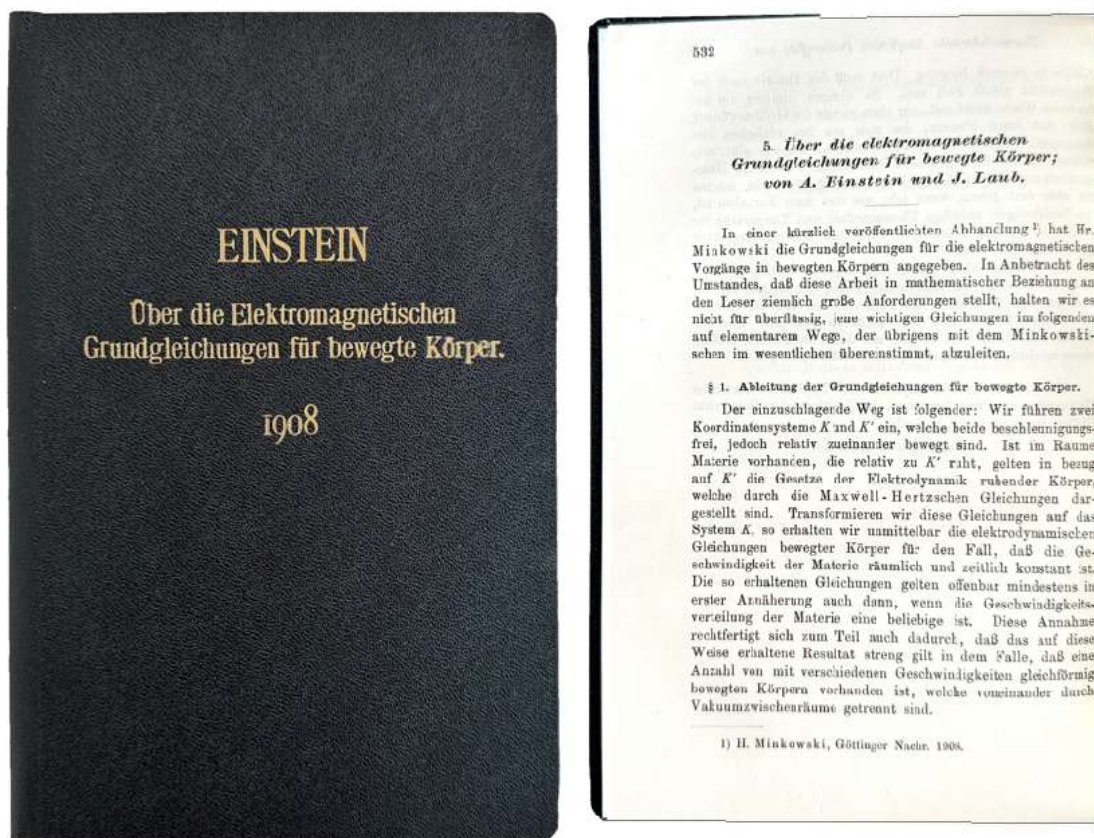 EINSTEIN
Über die Elektromagnetischen
Grundgleichungen für bewegte Körper.
1908
532
5. Über die elektromagnetischen
Grundgleichungen für bewegte Körper;
von A. Einstein und J. Laub.
In einer kürzlich veröffentlichten Abhandlung¹) hat Hr.
Minkowski die Grundgleichungen für die elektromagnetischen
Vorgänge in bewegten Körpern angegeben. In Anbetracht des
Umstandes, daß diese Arbeit in mathematischer Beziehung an
den Leser ziemlich große Anforderungen stellt, halten wir es
nicht für überflüssig, jene wichtigen Gleichungen im folgenden
auf elementarem Wege, der übrigens mit dem Minkowski-
schen im wesentlichen übereinstimmt, abzuleiten.
§ 1. Ableitung der Grundgleichungen für bewegte Körper.
Der einzuschlagende Weg ist folgender: Wir führen zwei
Koordinatensysteme K und K′ ein, welche beide beschleunigungs-
frei, jedoch relativ zueinander bewegt sind. Ist im Raume
Materie vorhanden, die relativ zu K′ ruht, gelten in bezug
auf K′ die Gesetze der Elektrodynamik ruhender Körper,
welche durch die Maxwell-Hertzschen Gleichungen dar-
gestellt sind. Transformieren wir diese Gleichungen auf das
System K, so erhalten wir unmittelbar die elektrodynamischen
Gleichungen bewegter Körper für den Fall, daß die Ge-
schwindigkeit der Materie räumlich und zeitlich konstant ist.
Die so erhaltenen Gleichungen gelten offenbar mindestens in
erster Annäherung auch dann, wenn die Geschwindigkeits-
verteilung der Materie eine beliebige ist. Diese Annahme
rechtfertigt sich zum Teil auch dadurch, daß das auf diese
Weise erhaltene Resultat streng gilt in dem Falle, daß eine
Anzahl von mit verschiedenen Geschwindigkeiten gleichförmig
bewegten Körpern vorhanden ist, welche voneinander durch
Vakuumzwischenräume getrennt sind.
1) H. Minkowski, Göttinger Nachr. 1908.